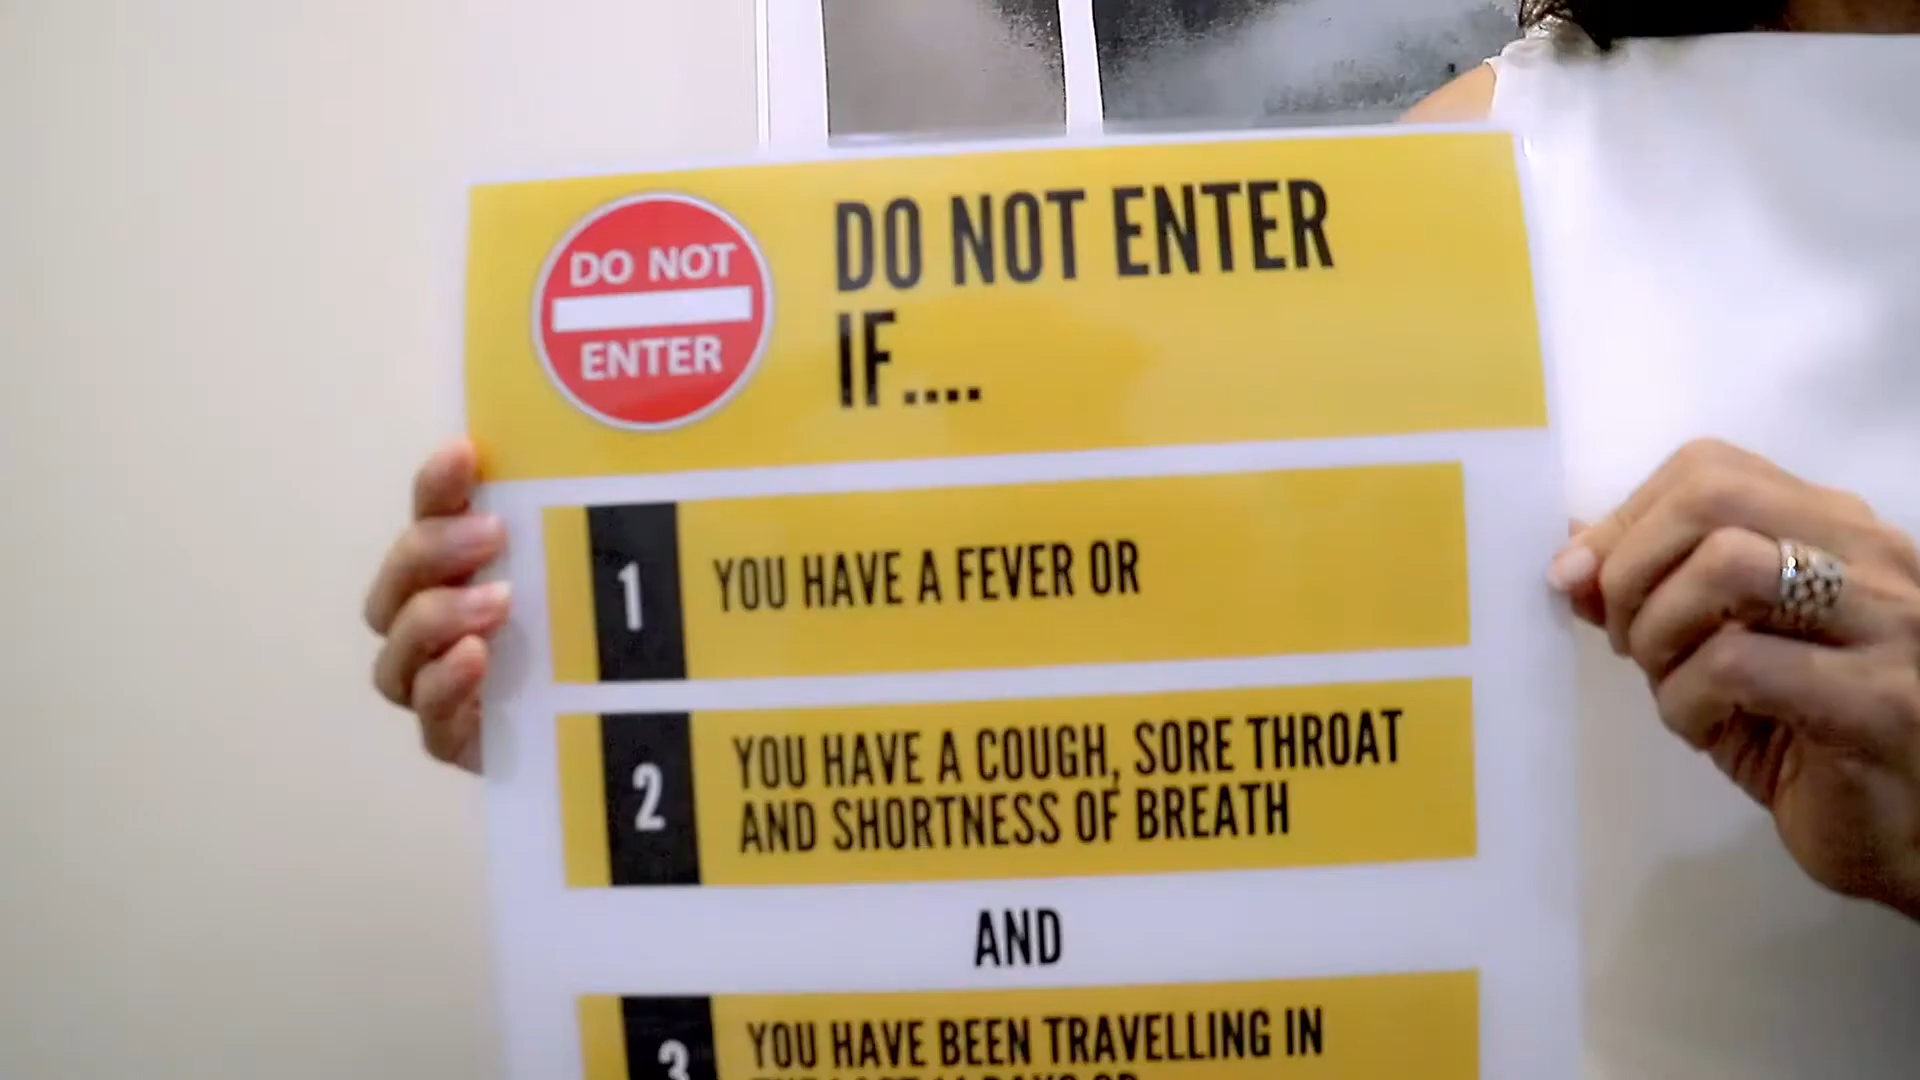 DO NOT
ENTER
DO NOT ENTER
IF....
1
YOU HAVE A FEVER OR
2
YOU HAVE A COUGH, SORE THROAT
AND SHORTNESS OF BREATH
AND
3
YOU HAVE BEEN TRAVELLING IN